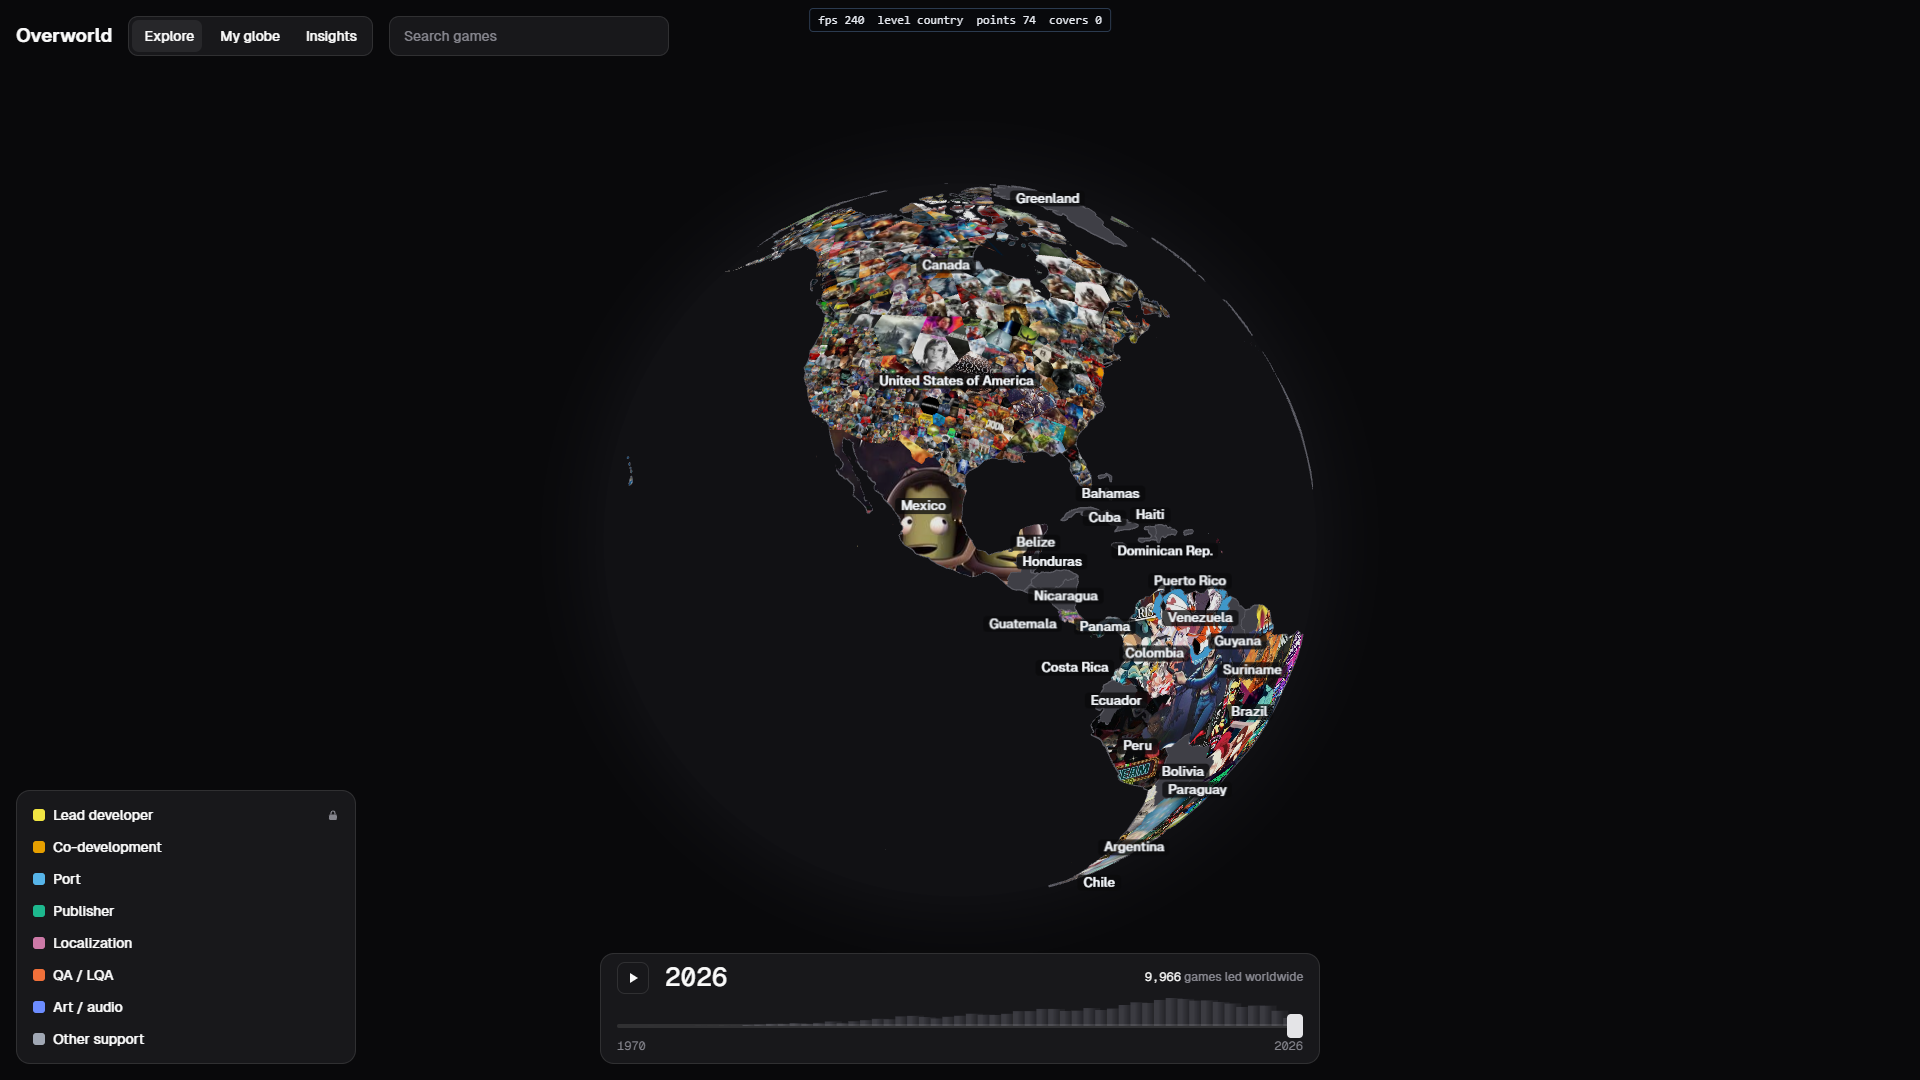 Overworld
Explore My globe Insights
Search games
fps 240 level country points 74 covers 0
Greenland
Canada
United States of America
Mexico
Bahamas
Cuba
Haiti
Belize
Dominican Rep.
Honduras
Puerto Rico
Nicaragua
Guatemala
Panama
Venezuela
Guyana
Colombia
Costa Rica
Suriname
Ecuador
Brazil
Peru
Bolivia
Paraguay
Argentina
Chile
Lead developer
Co-development
Port
Publisher
Localization
QA / LQA
Art / audio
Other support
2026
9,966 games led worldwide
1970
2026